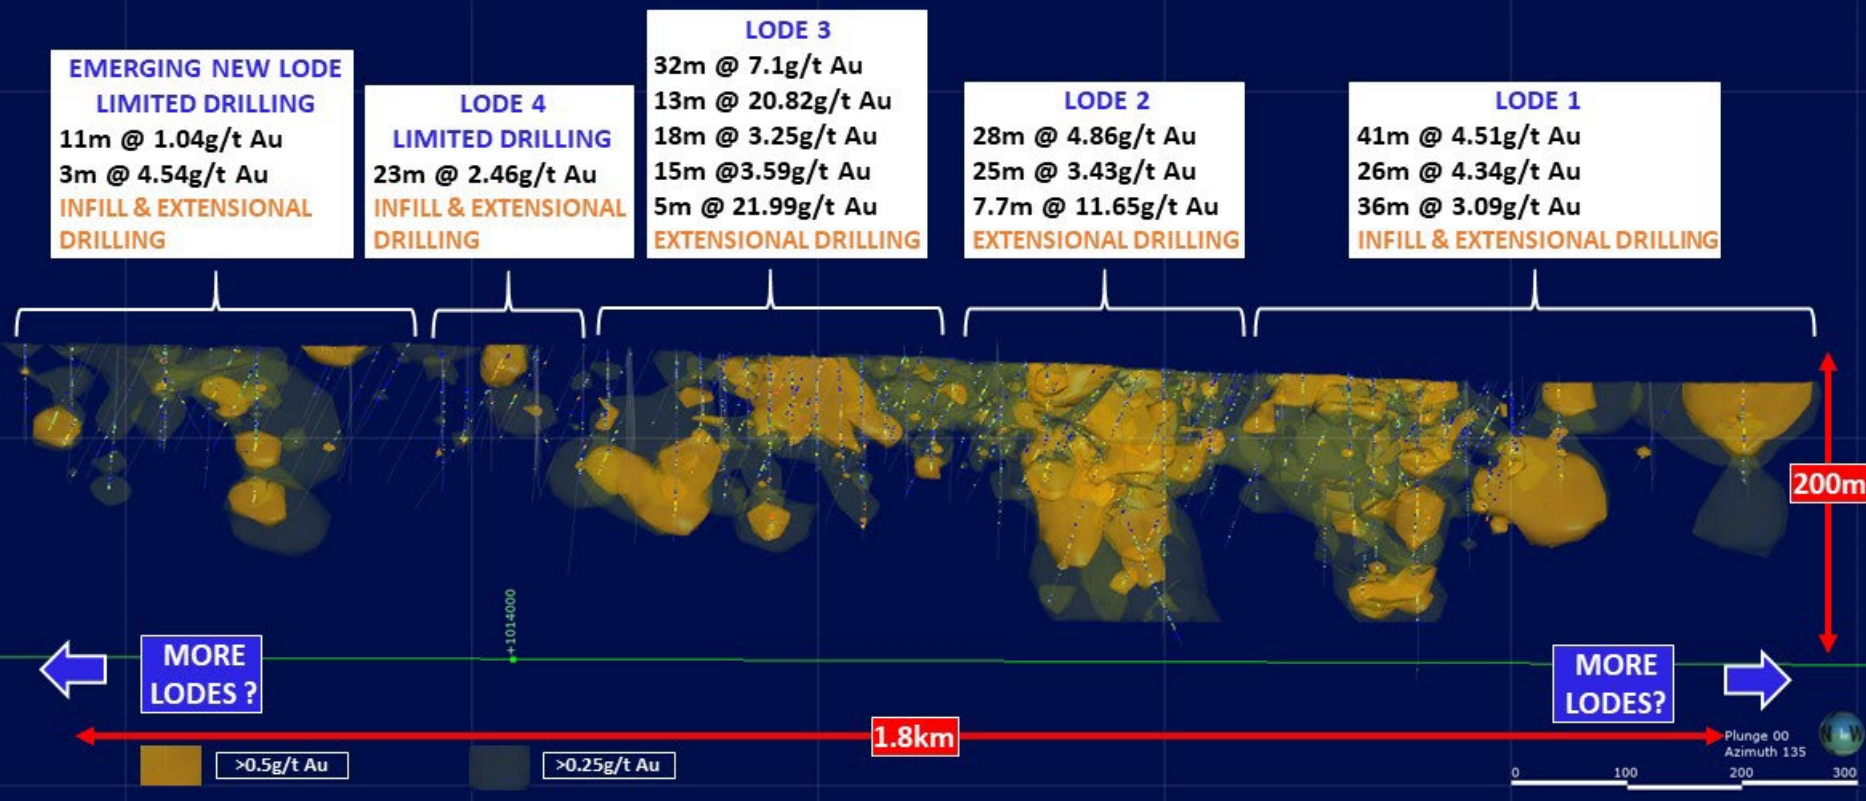 EMERGING NEW LODE
LIMITED DRILLING
11m @ 1.04g/t Au
3m @ 4.54g/t Au
INFILL & EXTENSIONAL
DRILLING
LODE 4
LIMITED DRILLING
23m @ 2.46g/t Au
INFILL & EXTENSIONAL
DRILLING
LODE 3
32m @ 7.1g/t Au
13m @ 20.82g/t Au
18m @ 3.25g/t Au
15m @3.59g/t Au
5m @ 21.99g/t Au
EXTENSIONAL DRILLING
LODE 2
28m @ 4.86g/t Au
25m @ 3.43g/t Au
7.7m @ 11.65g/t Au
EXTENSIONAL DRILLING
LODE 1
41m @ 4.51g/t Au
26m @ 4.34g/t Au
36m @ 3.09g/t Au
INFILL & EXTENSIONAL DRILLING
200m
+1014000
MORE
LODES ?
MORE
LODES?
1.8km
>0.5g/t Au
>0.25g/t Au
Plunge 00
Azimuth 135
0 100 200 300